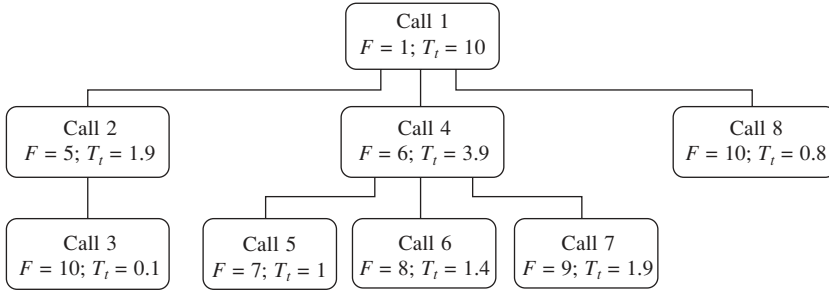 Call 1
F = 1; Tt = 10
Call 2
F = 5; Tt = 1.9
Call 4
F = 6; Tt = 3.9
Call 8
F = 10; Tt = 0.8
Call 3
F = 10; Tt = 0.1
Call 5
F = 7; Tt = 1
Call 6
F = 8; Tt = 1.4
Call 7
F = 9; Tt = 1.9